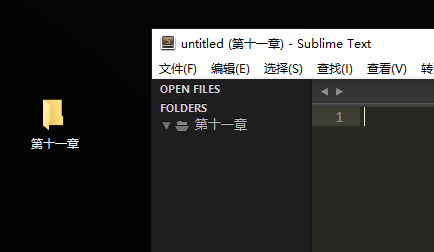 untitled (第十一章) - Sublime Text
文件(F) 编辑(E) 选择(S) 查找(I) 查看(V) 转
OPEN FILES
FOLDERS
第十一章
1
第十一章